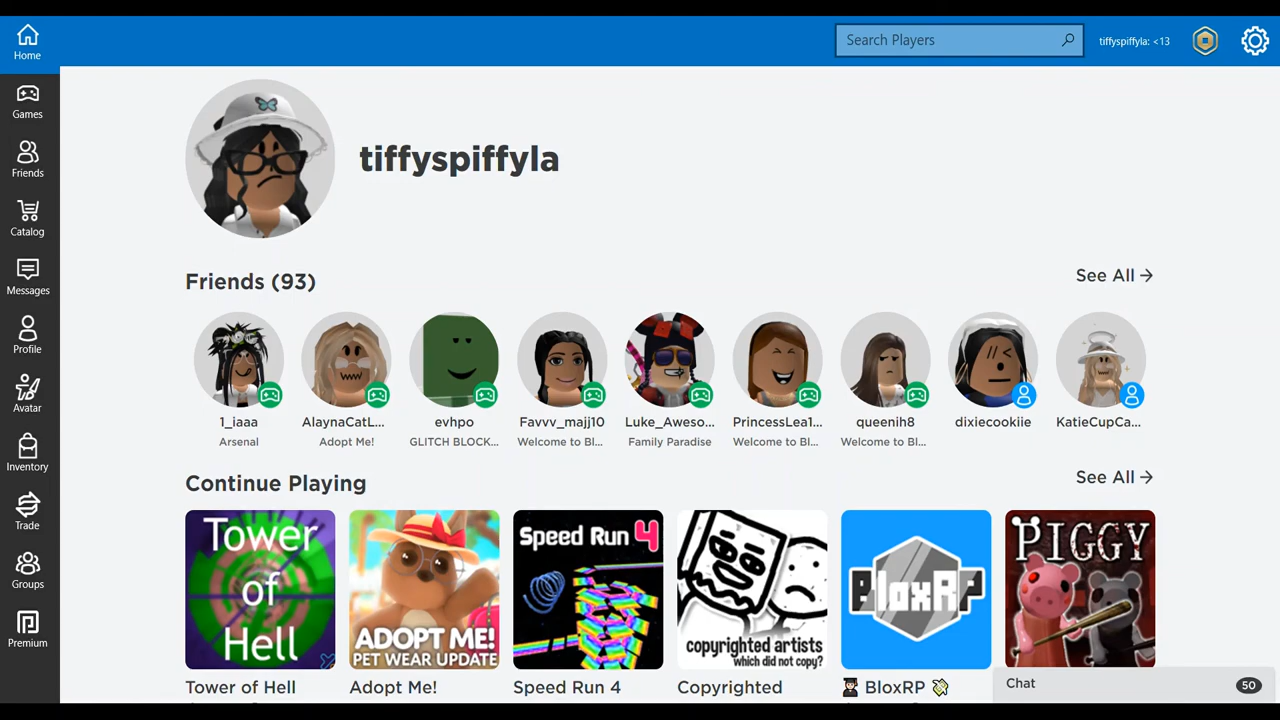 Home
Search Players
tiffyspiffyla: <13
Games
Friends
Catalog
Messages
Profile
Avatar
Inventory
Trade
Groups
Premium
tiffyspiffyla
Friends (93)
See All
1_iaaa
AlaynaCatL...
evhpo
Favvv_majj10
Luke_Aweso...
PrincessLea1...
queenih8
dixiecookiie
KatieCupCa...
Arsenal
Adopt Me!
GLITCH BLOCK...
Welcome to Bl...
Family Paradise
Welcome to Bl...
Welcome to Bl...
Continue Playing
See All
Tower
of
Hell
ADOPT ME!
PET WEAR UPDATE
Speed Run 4
copyrighted artists
which did not copy?
BloxRP
PIGGY
Tower of Hell
Adopt Me!
Speed Run 4
Copyrighted
BloxRP
Chat
50